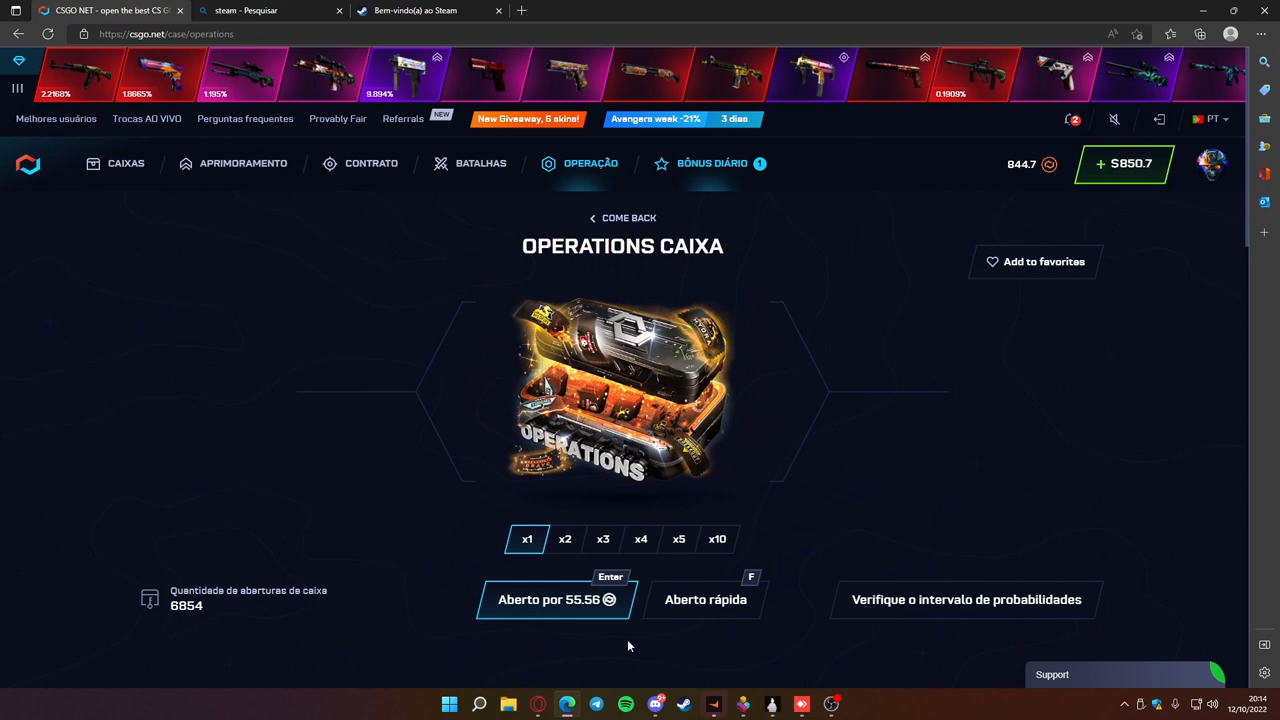 CSGO NET - open the best CS G
steam - Pesquisar
Bem-vindo(a) ao Steam
https://csgo.net/case/operations
2.2168%
1.8665%
1.195%
9.894%
0.1909%
Melhores usuários
Trocas AO VIVO
Perguntas frequentes
Provably Fair
Referrals
NEW
New Giveaway, 6 skins!
Avangers week -21%
3 dias
2
PT
CAIXAS
APRIMORAMENTO
CONTRATO
BATALHAS
OPERAÇÃO
BÔNUS DIÁRIO
1
844.7
+ $850.7
COME BACK
OPERATIONS CAIXA
Add to favorites
OPERATIONS
x1
x2
x3
x4
x5
x10
Quantidade de aberturas de caixa
6854
Enter
Aberto por 55.56
F
Aberto rápida
Verifique o intervalo de probabilidades
Support
20:14
12/10/2022